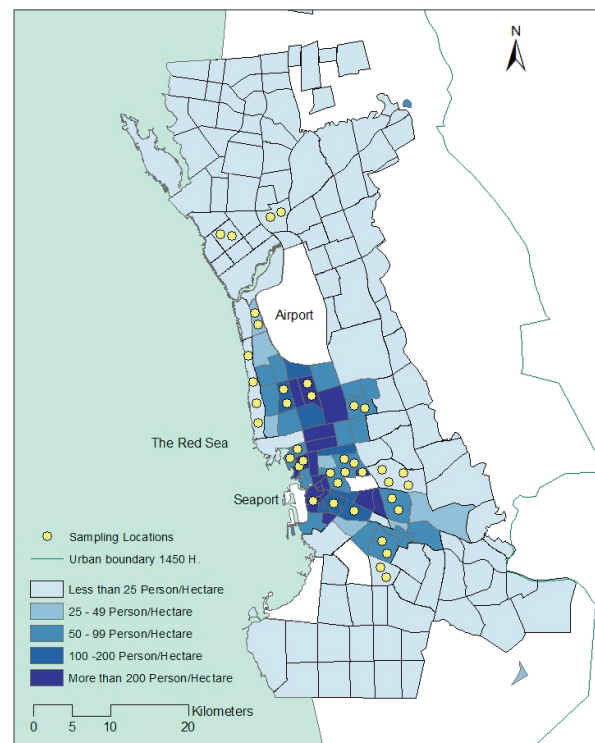 N
Airport
The Red Sea
Seaport
Sampling Locations
Urban boundary 1450 H.
Less than 25 Person/Hectare
25 - 49 Person/Hectare
50 - 99 Person/Hectare
100 -200 Person/Hectare
More than 200 Person/Hectare
Kilometers
0 10 20